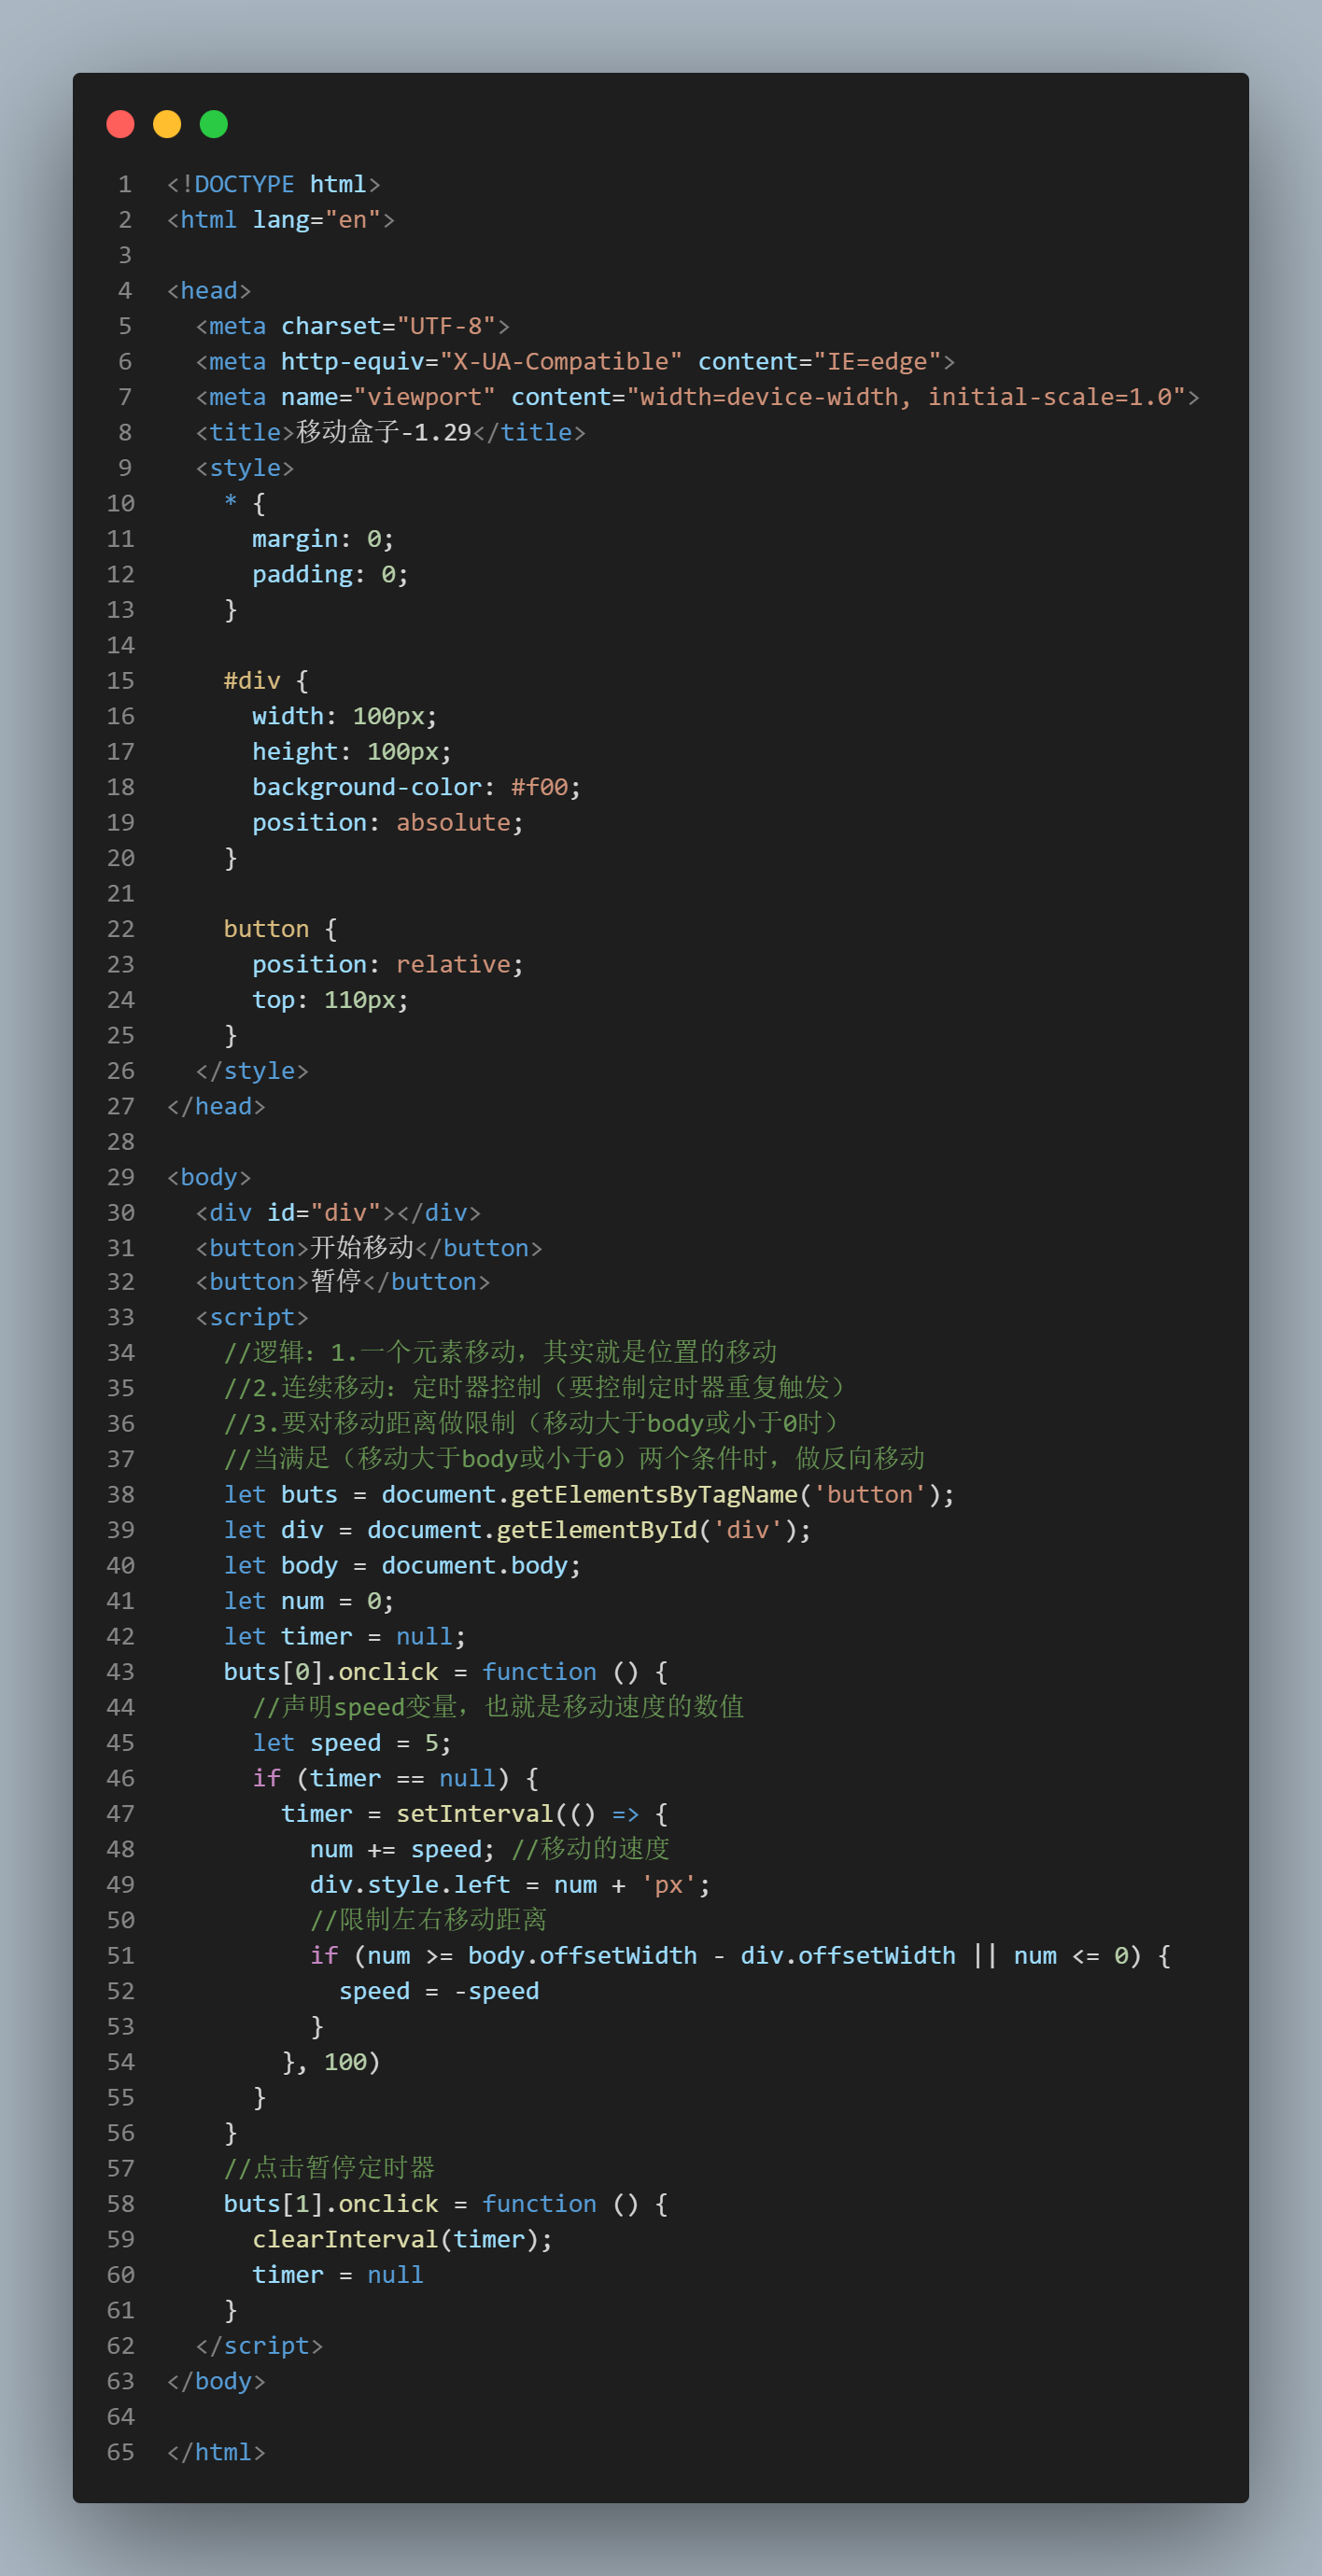 1 <!DOCTYPE html>
2 <html lang="en">
3
4 <head>
5   <meta charset="UTF-8">
6   <meta http-equiv="X-UA-Compatible" content="IE=edge">
7   <meta name="viewport" content="width=device-width, initial-scale=1.0">
8   <title>移动盒子-1.29</title>
9   <style>
10     * {
11       margin: 0;
12       padding: 0;
13     }
14
15     #div {
16       width: 100px;
17       height: 100px;
18       background-color: #f00;
19       position: absolute;
20     }
21
22     button {
23       position: relative;
24       top: 110px;
25     }
26   </style>
27 </head>
28
29 <body>
30   <div id="div"></div>
31   <button>开始移动</button>
32   <button>暂停</button>
33   <script>
34     //逻辑：1.一个元素移动，其实就是位置的移动
35     //2.连续移动：定时器控制（要控制定时器重复触发）
36     //3.要对移动距离做限制（移动大于body或小于0时）
37     //当满足（移动大于body或小于0）两个条件时，做反向移动
38     let buts = document.getElementsByTagName('button');
39     let div = document.getElementById('div');
40     let body = document.body;
41     let num = 0;
42     let timer = null;
43     buts[0].onclick = function () {
44       //声明speed变量，也就是移动速度的数值
45       let speed = 5;
46       if (timer == null) {
47         timer = setInterval(() => {
48           num += speed; //移动的速度
49           div.style.left = num + 'px';
50           //限制左右移动距离
51           if (num >= body.offsetWidth - div.offsetWidth || num <= 0) {
52             speed = -speed
53           }
54         }, 100)
55       }
56     }
57     //点击暂停定时器
58     buts[1].onclick = function () {
59       clearInterval(timer);
60       timer = null
61     }
62   </script>
63 </body>
64
65 </html>